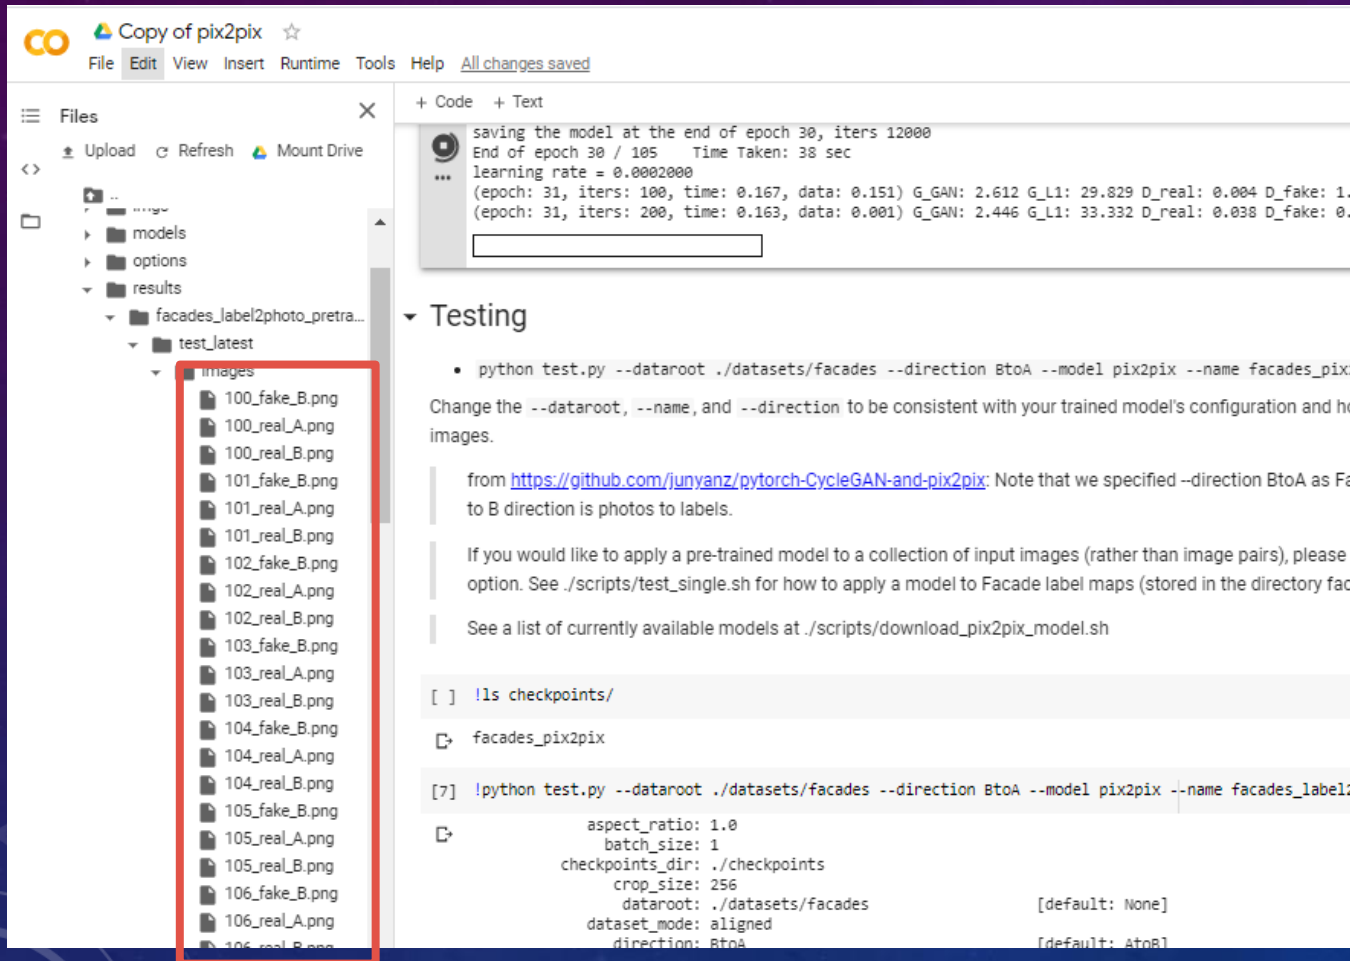 CO
Copy of pix2pix
File Edit View Insert Runtime Tools Help All changes saved
Files
Upload Refresh Mount Drive
..
models
options
results
facades_label2photo_pretra...
test_latest
images
100_fake_B.png
100_real_A.png
100_real_B.png
101_fake_B.png
101_real_A.png
101_real_B.png
102_fake_B.png
102_real_A.png
102_real_B.png
103_fake_B.png
103_real_A.png
103_real_B.png
104_fake_B.png
104_real_A.png
104_real_B.png
105_fake_B.png
105_real_A.png
105_real_B.png
106_fake_B.png
106_real_A.png
106_real_B.png
+ Code + Text
saving the model at the end of epoch 30, iters 12000
End of epoch 30 / 105 Time Taken: 38 sec
learning rate = 0.0002000
(epoch: 31, iters: 100, time: 0.167, data: 0.151) G_GAN: 2.612 G_L1: 29.829 D_real: 0.004 D_fake: 1.
(epoch: 31, iters: 200, time: 0.163, data: 0.001) G_GAN: 2.446 G_L1: 33.332 D_real: 0.038 D_fake: 0.
Testing
• python test.py --dataroot ./datasets/facades --direction BtoA --model pix2pix --name facades_pix
Change the --dataroot, --name, and --direction to be consistent with your trained model's configuration and ho
images.
from https://github.com/junyanz/pytorch-CycleGAN-and-pix2pix: Note that we specified --direction BtoA as Fa
to B direction is photos to labels.
If you would like to apply a pre-trained model to a collection of input images (rather than image pairs), please
option. See ./scripts/test_single.sh for how to apply a model to Facade label maps (stored in the directory fac
See a list of currently available models at ./scripts/download_pix2pix_model.sh
[ ] !ls checkpoints/
facades_pix2pix
[7] !python test.py --dataroot ./datasets/facades --direction BtoA --model pix2pix --name facades_label2
aspect_ratio: 1.0
batch_size: 1
checkpoints_dir: ./checkpoints
crop_size: 256
dataroot: ./datasets/facades [default: None]
dataset_mode: aligned
direction: BtoA [default: AtoB]